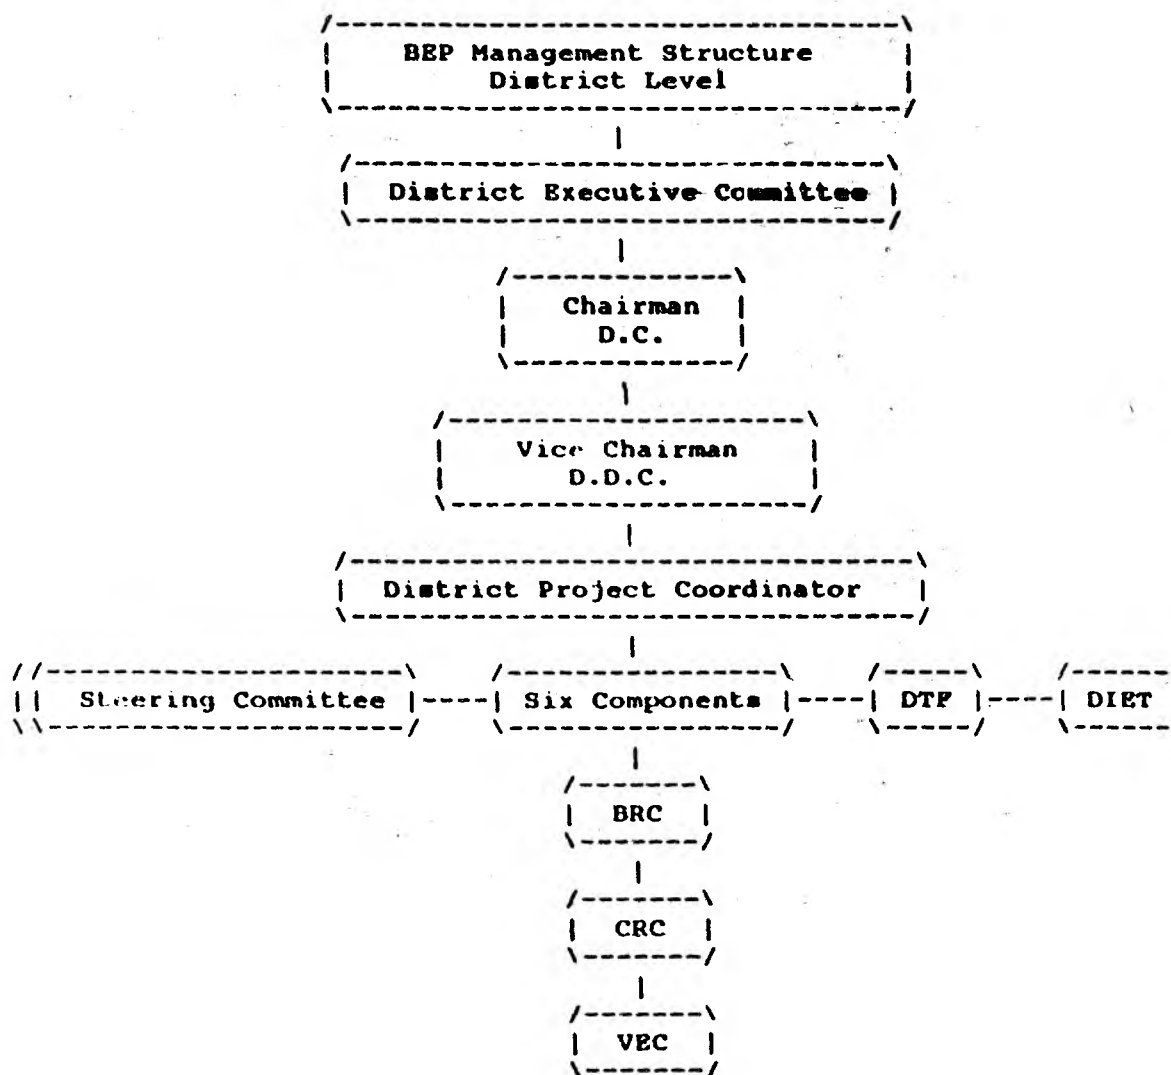 BEP Management Structure
District Level
District Executive Committee
Chairman
D.C.
Vice Chairman
D.D.C.
District Project Coordinator
Steering Committee Six Components DTF DIET
BRC
CRC
VEC